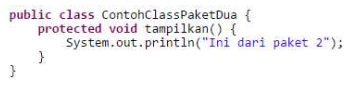 public class ContohClassPaketDua {
    protected void tampilkan() {
        System.out.println("Ini dari paket 2");
    }
}